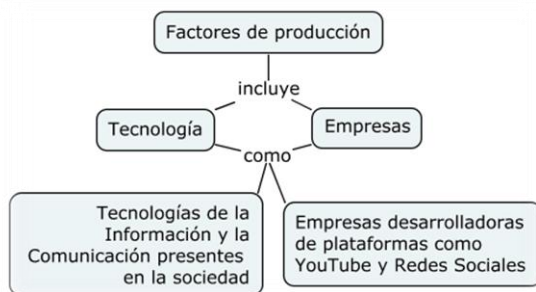 Factores de producción
incluye
Tecnología
Empresas
como
Tecnologías de la
Información y la
Comunicación presentes
en la sociedad
Empresas desarrolladoras
de plataformas como
YouTube y Redes Sociales